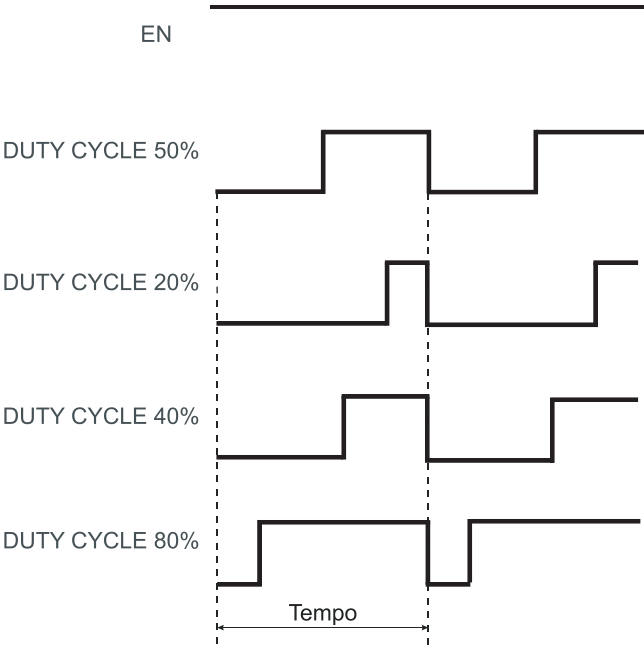 EN
DUTY CYCLE 50%
DUTY CYCLE 20%
DUTY CYCLE 40%
DUTY CYCLE 80%
Tempo